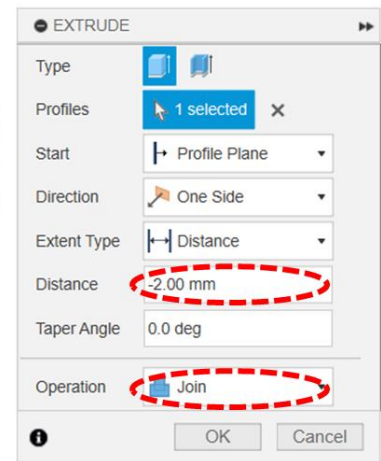 EXTRUDE
Type
Profiles 1 selected
Start Profile Plane
Direction One Side
Extent Type Distance
Distance -2.00 mm
Taper Angle 0.0 deg
Operation Join
OK Cancel